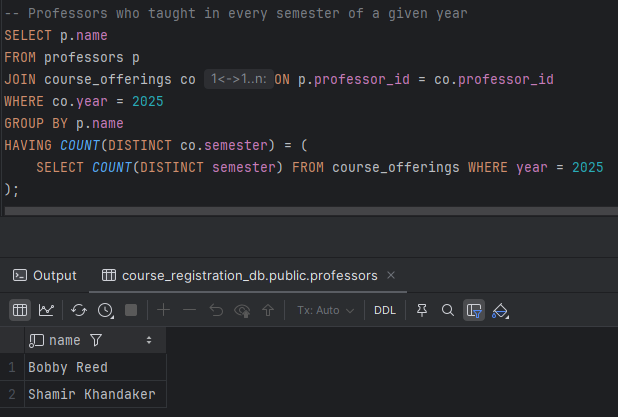 -- Professors who taught in every semester of a given year
SELECT p.name
FROM professors p
JOIN course_offerings co 1<->1..n: ON p.professor_id = co.professor_id
WHERE co.year = 2025
GROUP BY p.name
HAVING COUNT(DISTINCT co.semester) = (
    SELECT COUNT(DISTINCT semester) FROM course_offerings WHERE year = 2025
);
Output course_registration_db.public.professors ×
Tx: Auto DDL
name
1 Bobby Reed
2 Shamir Khandaker